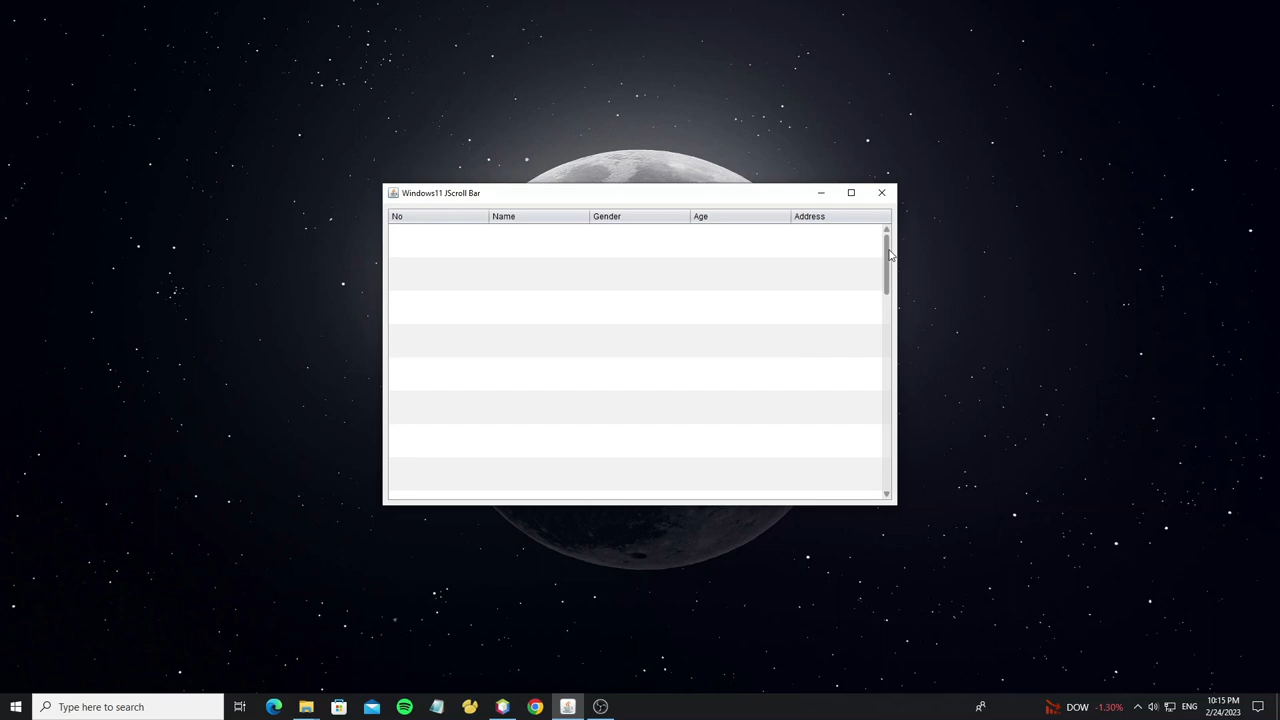 Windows11 JScroll Bar
No Name Gender Age Address
Type here to search
DOW -1.30%
ENG
10:15 PM
2/24/2023